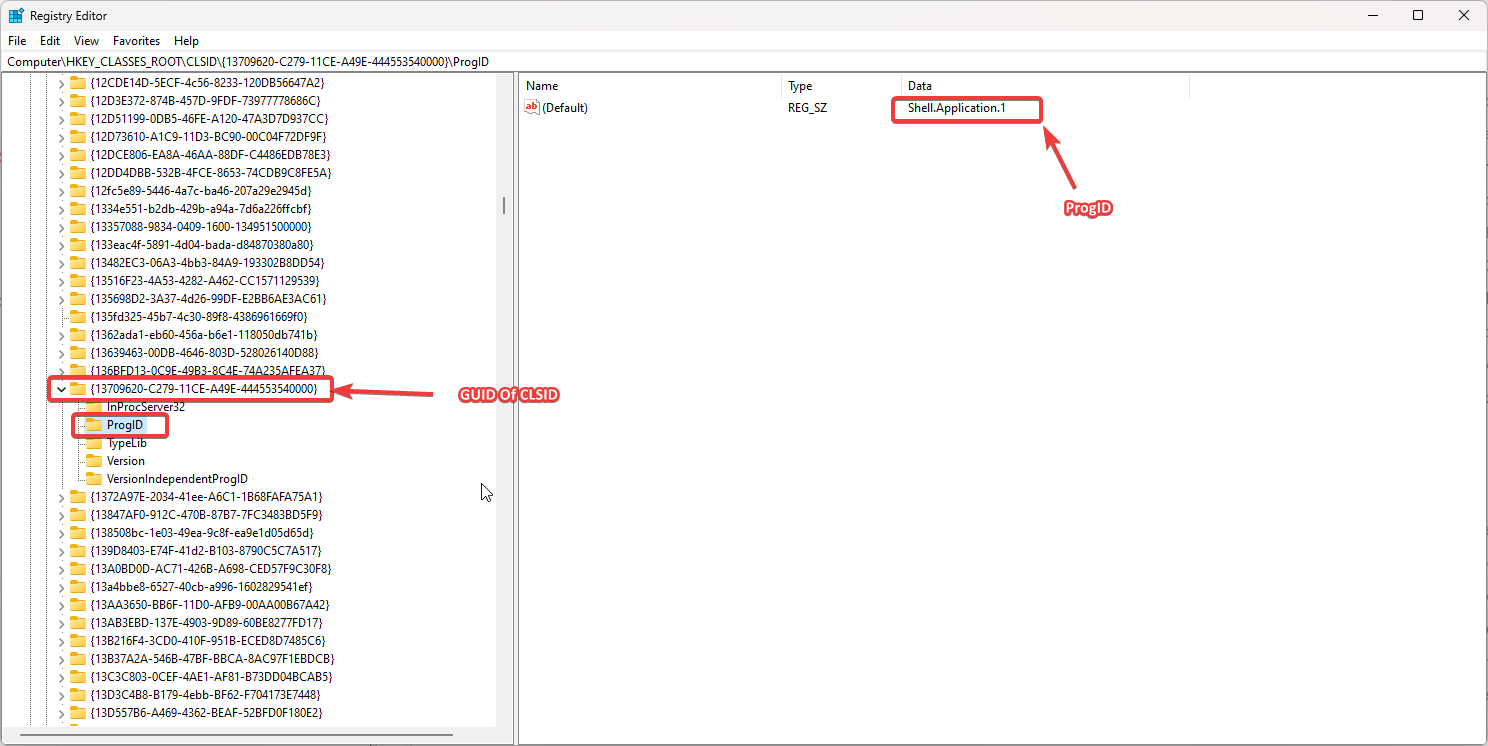 Registry Editor
File Edit View Favorites Help
Computer\HKEY_CLASSES_ROOT\CLSID\{13709620-C279-11CE-A49E-444553540000}\ProgID
{12CDE14D-5ECF-4c56-8233-120DB56647A2}
{12D3E372-874B-457D-9FDF-73977778686C}
{12D51199-0DB5-46FE-A120-47A3D7D937CC}
{12D73610-A1C9-11D3-BC90-00C04F72DF9F}
{12DCE806-EA8A-46AA-88DF-C4486EDB78E3}
{12DD4DBB-532B-4FCE-8653-74CDB9C8FE5A}
{12fc5e89-5446-4a7c-ba46-207a29e2945d}
{1334e551-b2db-429b-a94a-7d6a226ffcbf}
{13357088-9834-0409-1600-134951500000}
{133eac4f-5891-4d04-bada-d84870380a80}
{13482EC3-06A3-4bb3-84A9-193302B8DD54}
{13516F23-4A53-4282-A462-CC1571129539}
{135698D2-3A37-4d26-99DF-E2BB6AE3AC61}
{135fd325-45b7-4c30-89f8-4386961669f0}
{1362ada1-eb60-456a-b6e1-118050db741b}
{13639463-00DB-4646-803D-528026140D88}
{136BFD13-0C9E-49B3-8C4E-74A235AFEA37}
{13709620-C279-11CE-A49E-444553540000}
InProcServer32
ProgID
TypeLib
Version
VersionIndependentProgID
{1372A97E-2034-41ee-A6C1-1B68FAFA75A1}
{13847AF0-912C-470B-87B7-7FC3483BD5F9}
{138508bc-1e03-49ea-9c8f-ea9e1d05d65d}
{139D8403-E74F-41d2-B103-8790C5C7A517}
{13A0BD0D-AC71-426B-A698-CED57F9C30F8}
{13a4bbe8-6527-40cb-a996-1602829541ef}
{13AA3650-BB6F-11D0-AFB9-00AA00B67A42}
{13AB3EBD-137E-4903-9D89-60BE8277FD17}
{13B216F4-3CD0-410F-951B-ECED8D7485C6}
{13B37A2A-546B-47BF-BBCA-8AC97F1EBDCB}
{13C3C803-0CEF-4AE1-AF81-B73DD04BCAB5}
{13D3C4B8-B179-4ebb-BF62-F704173E7448}
{13D557B6-A469-4362-BEAF-52BFD0F180E2}
GUID Of CLSID
Name Type Data
(Default) REG_SZ Shell.Application.1
ProgID